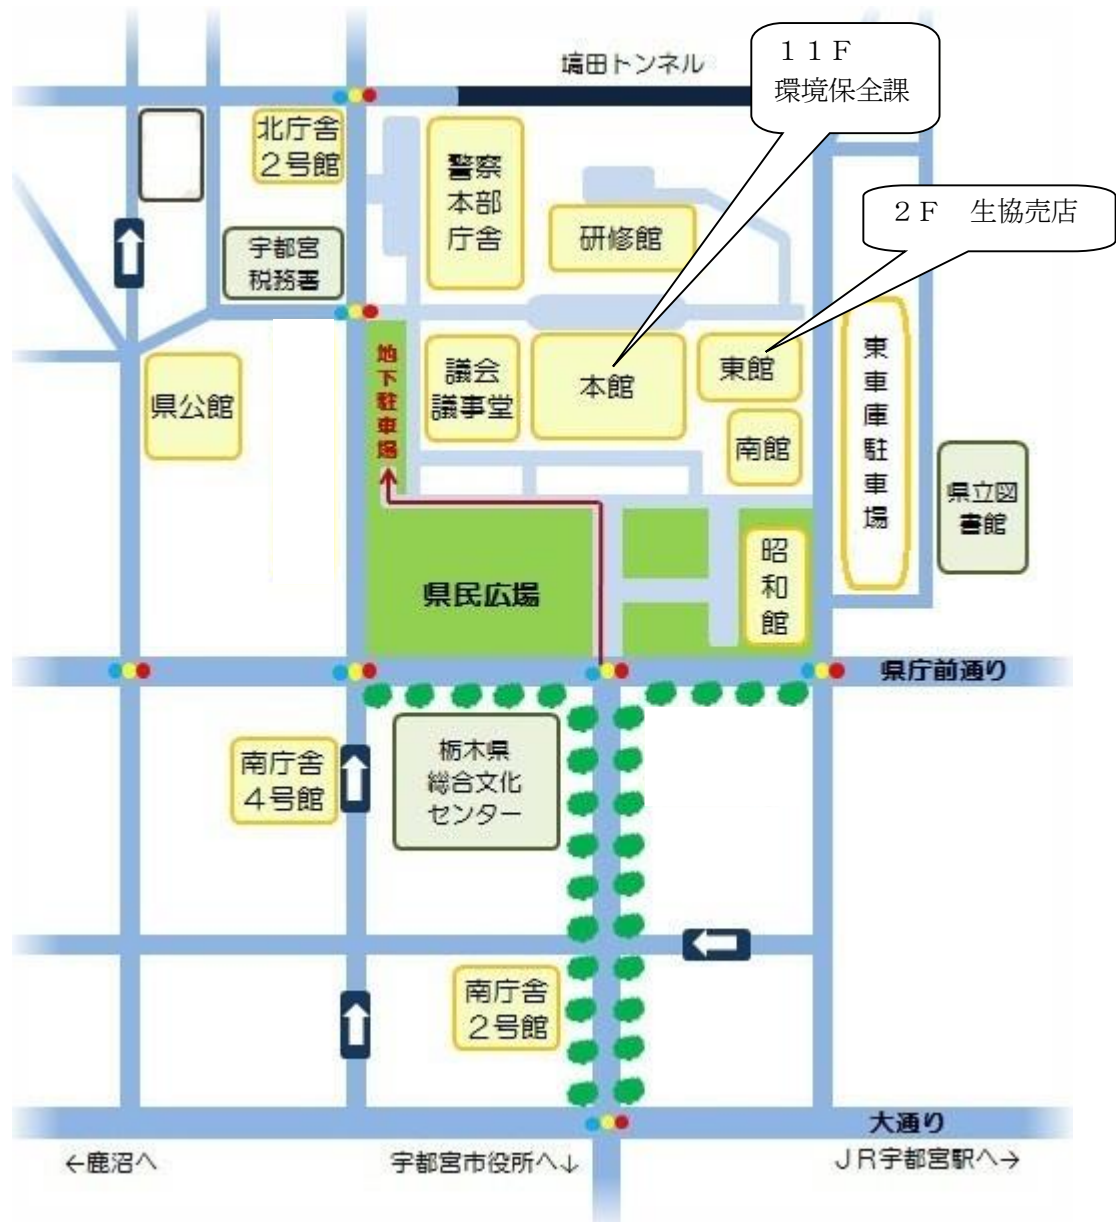 １１Ｆ
環境保全課
塙田トンネル
北庁舎
２号館
警察
本部
庁舎
研修館
２Ｆ　生協売店
宇都宮
税務署
地下駐車場
議会
議事堂
本館
東館
南館
東車庫駐車場
県公館
県立図
書館
昭和館
県民広場
県庁前通り
南庁舎
４号館
栃木県
総合文化
センター
南庁舎
２号館
大通り
←鹿沼へ
宇都宮市役所へ↓
ＪＲ宇都宮駅へ→